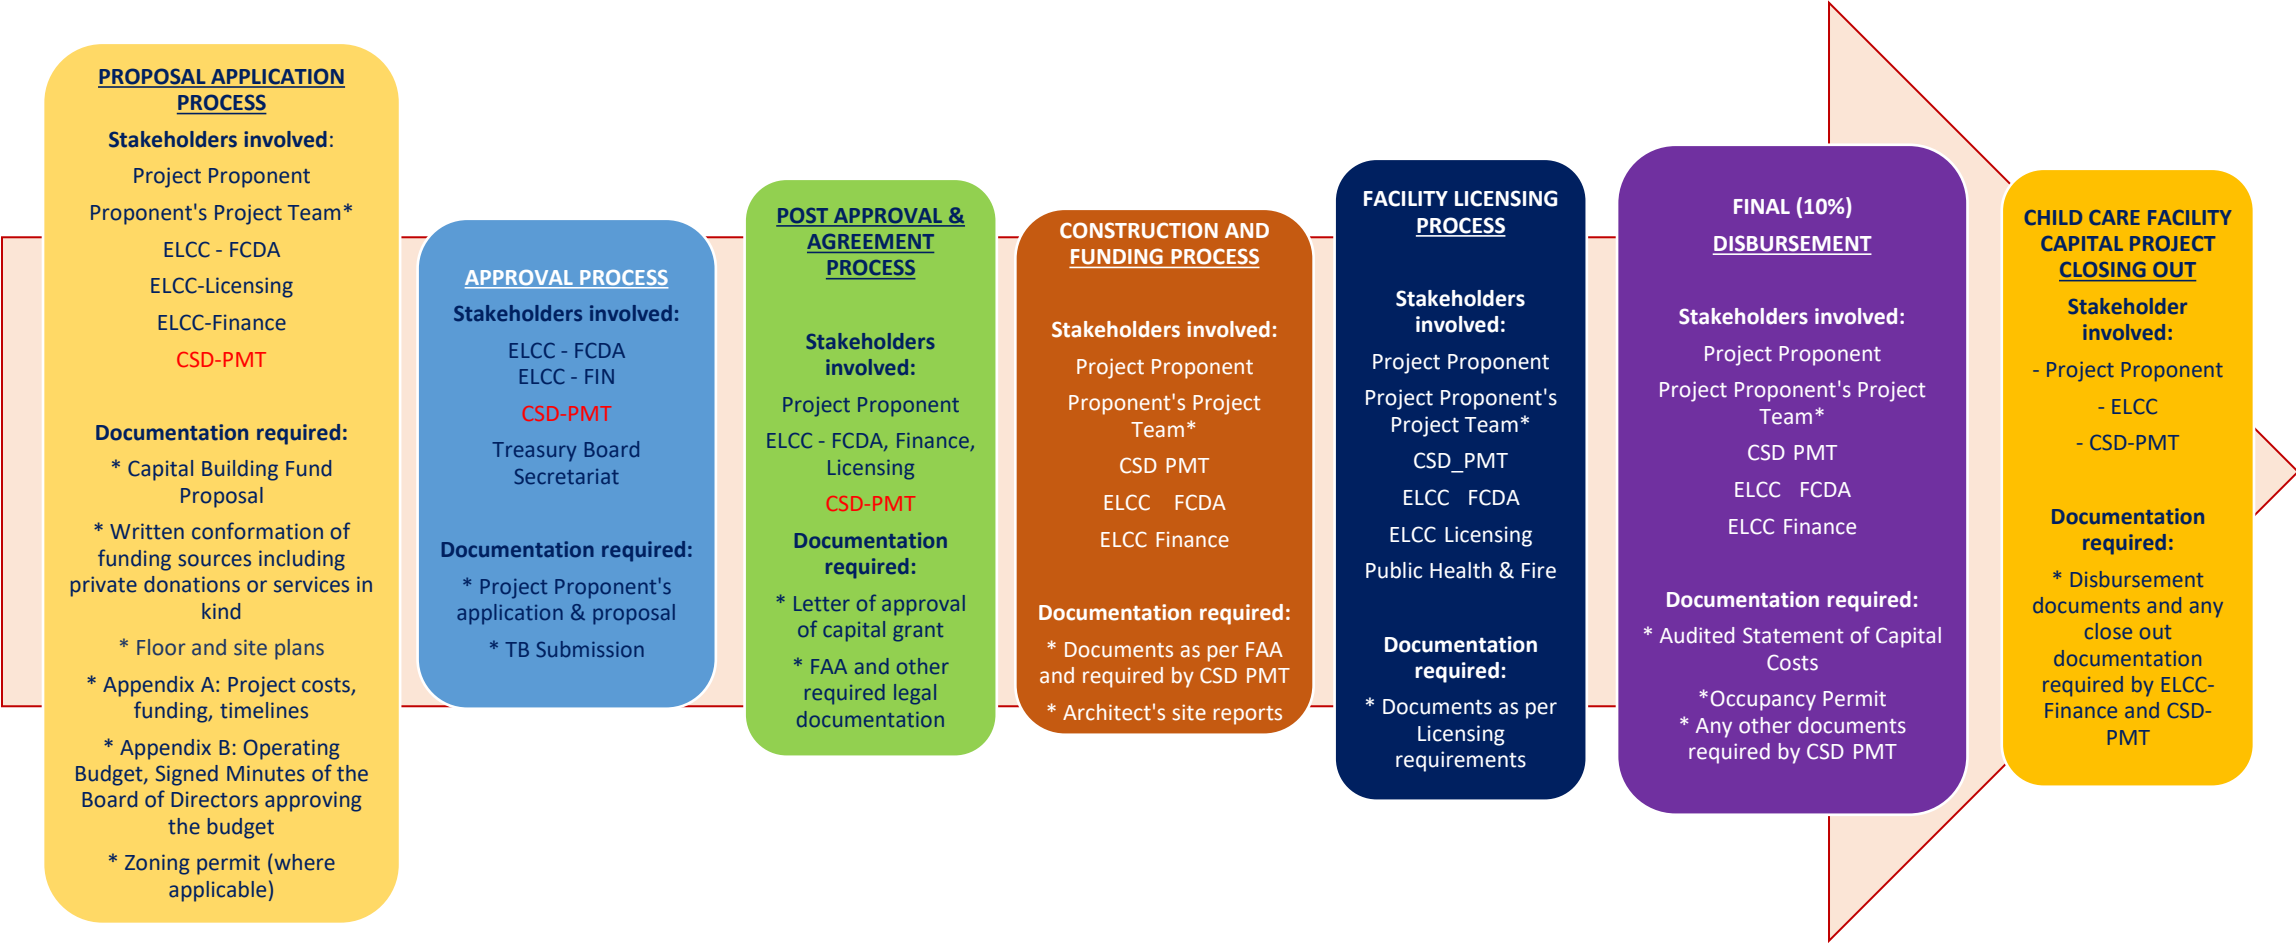 PROPOSAL APPLICATION
PROCESS
Stakeholders involved:
Project Proponent
Proponent's Project Team*
ELCC - FCDA
ELCC-Licensing
ELCC-Finance
CSD-PMT
Documentation required:
* Capital Building Fund
Proposal
* Written conformation of
funding sources including
private donations or services in
kind
* Floor and site plans
* Appendix A: Project costs,
funding, timelines
* Appendix B: Operating
Budget, Signed Minutes of the
Board of Directors approving
the budget
* Zoning permit (where
applicable)
APPROVAL PROCESS
Stakeholders involved:
ELCC - FCDA
ELCC - FIN
CSD-PMT
Treasury Board
Secretariat
Documentation required:
* Project Proponent's
application & proposal
* TB Submission
POST APPROVAL &
AGREEMENT
PROCESS
Stakeholders
involved:
Project Proponent
ELCC - FCDA, Finance,
Licensing
CSD-PMT
Documentation
required:
* Letter of approval
of capital grant
* FAA and other
required legal
documentation
CONSTRUCTION AND
FUNDING PROCESS
Stakeholders involved:
Project Proponent
Proponent's Project
Team*
CSD PMT
ELCC FCDA
ELCC Finance
Documentation required:
* Documents as per FAA
and required by CSD PMT
* Architect's site reports
FACILITY LICENSING
PROCESS
Stakeholders
involved:
Project Proponent
Project Proponent's
Project Team*
CSD_PMT
ELCC FCDA
ELCC Licensing
Public Health & Fire
Documentation
required:
* Documents as per
Licensing
requirements
FINAL (10%)
DISBURSEMENT
Stakeholders involved:
Project Proponent
Project Proponent's Project
Team*
CSD PMT
ELCC FCDA
ELCC Finance
Documentation required:
* Audited Statement of Capital
Costs
*Occupancy Permit
* Any other documents
required by CSD PMT
CHILD CARE FACILITY
CAPITAL PROJECT
CLOSING OUT
Stakeholder
involved:
- Project Proponent
- ELCC
- CSD-PMT
Documentation
required:
* Disbursement
documents and any
close out
documentation
required by ELCC-
Finance and CSD-
PMT